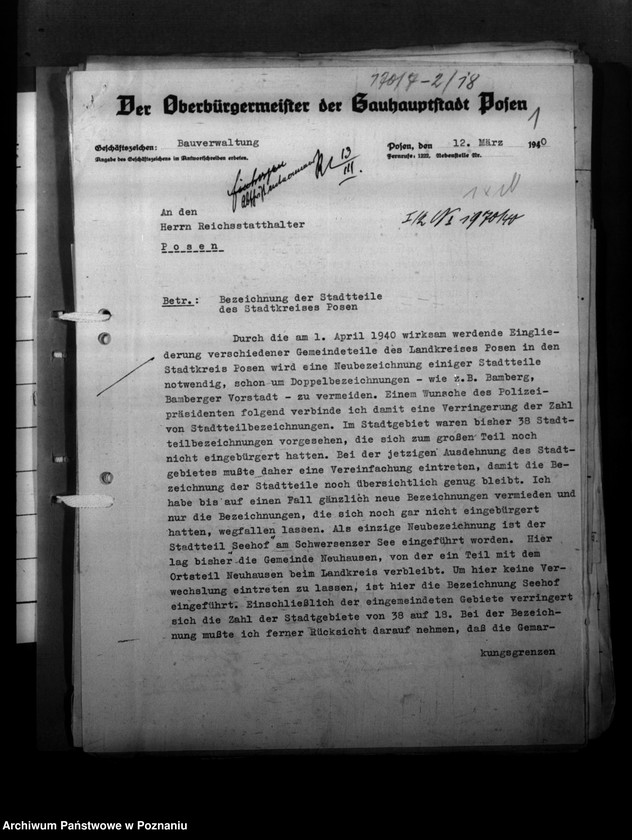 Der Oberbürgermeister der Gauhauptstadt Posen
1
Geschäftszeichen: Bauverwaltung
Angabe des Geschäftszeichens im Antwortschreiben erbeten.
Posen, den 12. März 1940
Fernruf: Nebenstelle Nr.
13
III.
An den
Herrn Reichsstatthalter
Posen
Betr.: Bezeichnung der Stadtteile
des Stadtkreises Posen
Durch die am 1. April 1940 wirksam werdende Einglie-
derung verschiedener Gemeindeteile des Landkreises Posen in den
Stadtkreis Posen wird eine Neubezeichnung einiger Stadtteile
notwendig, schon um Doppelbezeichnungen - wie z.B. Bamberg,
Bamberger Vorstadt - zu vermeiden. Einem Wunsche des Polizei-
präsidenten folgend verbinde ich damit eine Verringerung der Zahl
von Stadtteilbezeichnungen. Im Stadtgebiet waren bisher 38 Stadt-
teilbezeichnungen vorgesehen, die sich zum großen Teil noch
nicht eingebürgert hatten. Bei der jetzigen Ausdehnung des Stadt-
gebietes mußte daher eine Vereinfachung eintreten, damit die Be-
zeichnung der Stadtteile noch übersichtlich genug bleibt. Ich
habe bis auf einen Fall gänzlich neue Bezeichnungen vermieden und
nur die Bezeichnungen, die sich noch gar nicht eingebürgert
hatten, wegfallen lassen. Als einzige Neubezeichnung ist der
Stadtteil "Seehof" am Schwersenzer See eingeführt worden. Hier
lag bisher die Gemeinde Neuhausen, von der ein Teil mit dem
Ortsteil Neuhausen beim Landkreis verbleibt. Um hier keine Ver-
wechslung eintreten zu lassen, ist hier die Bezeichnung Seehof
eingeführt. Einschließlich der eingemeindeten Gebiete verringert
sich die Zahl der Stadtgebiete von 38 auf 18. Bei der Bezeich-
nung mußte ich ferner Rücksicht darauf nehmen, daß die Gemar-
kungsgrenzen
Archiwum Państwowe w Poznaniu